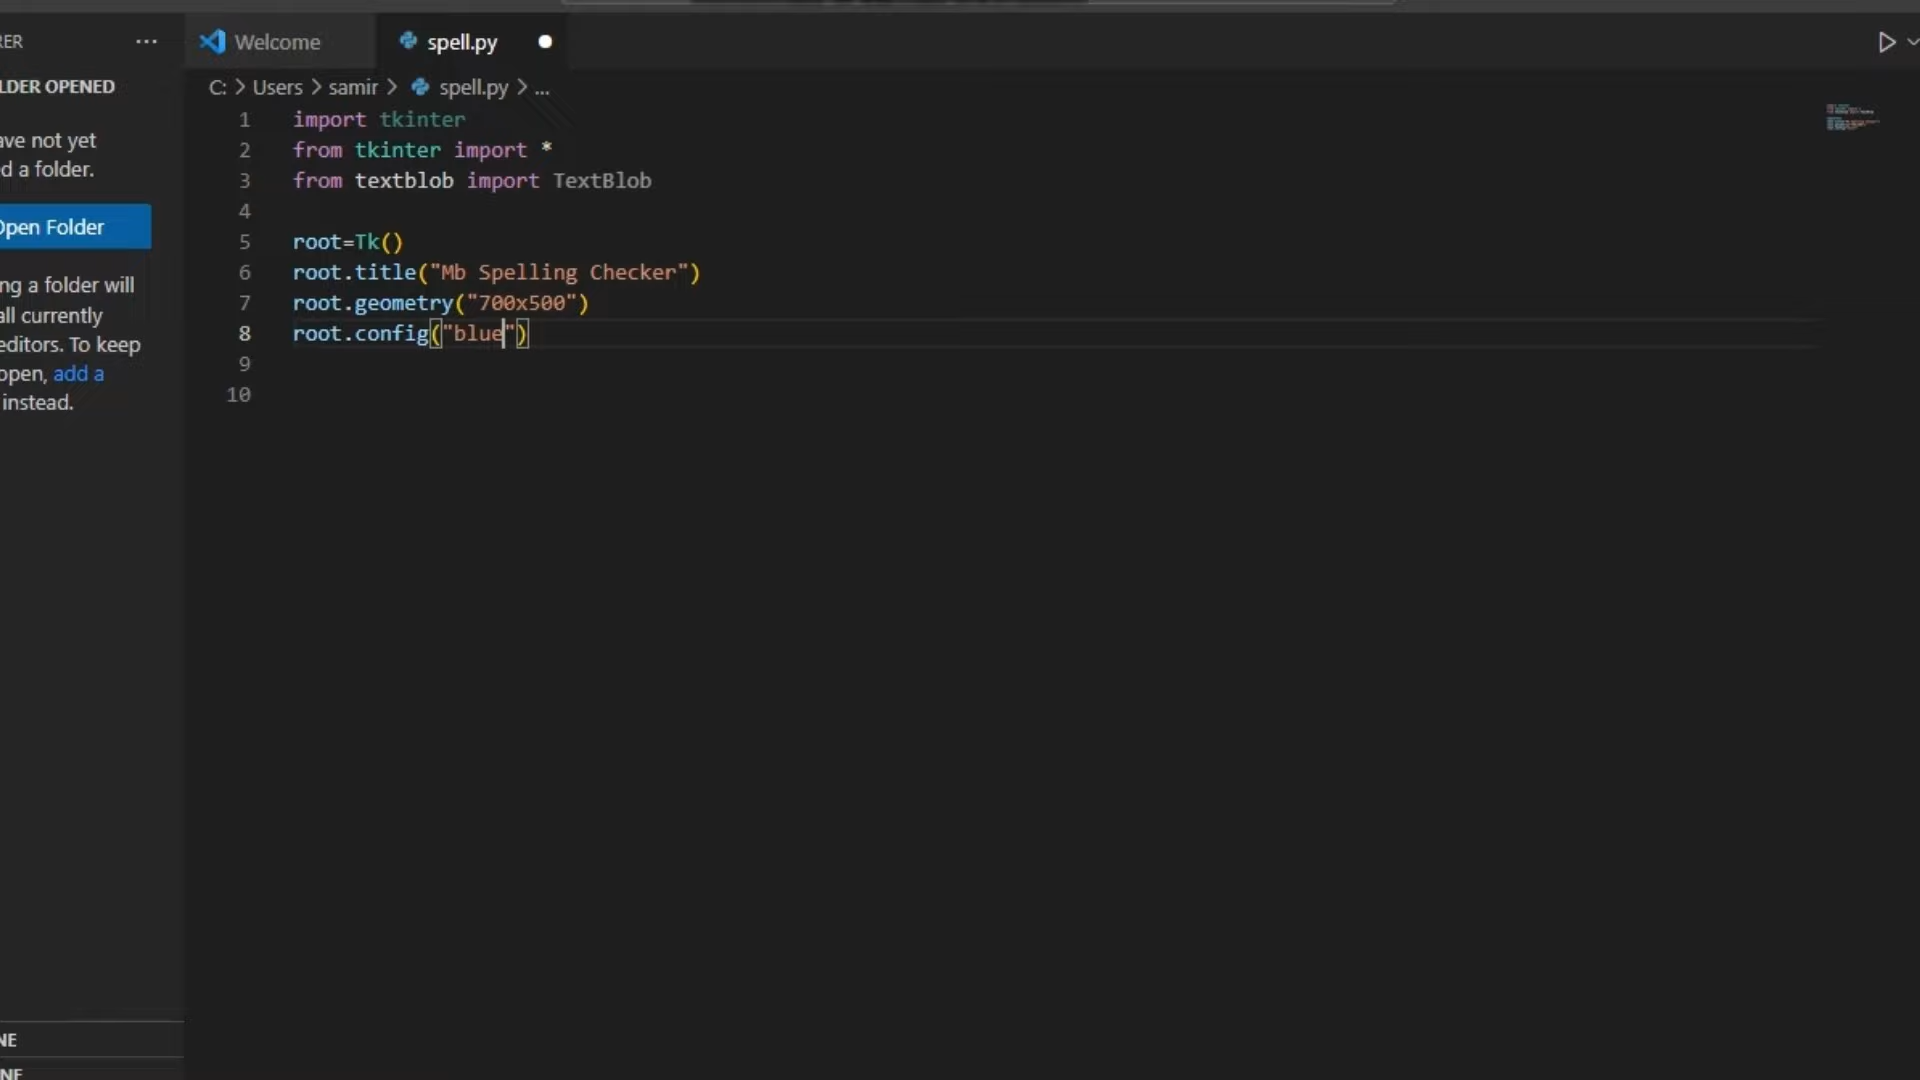 RER ...
Welcome
spell.py
LDER OPENED
C: > Users > samir > spell.py > ...
ave not yet
d a folder.
Open Folder
ng a folder will
all currently
editors. To keep
open, add a
instead.
1 import tkinter
2 from tkinter import *
3 from textblob import TextBlob
4
5 root=Tk()
6 root.title("Mb Spelling Checker")
7 root.geometry("700x500")
8 root.config("blue")
9
10
NE
NE